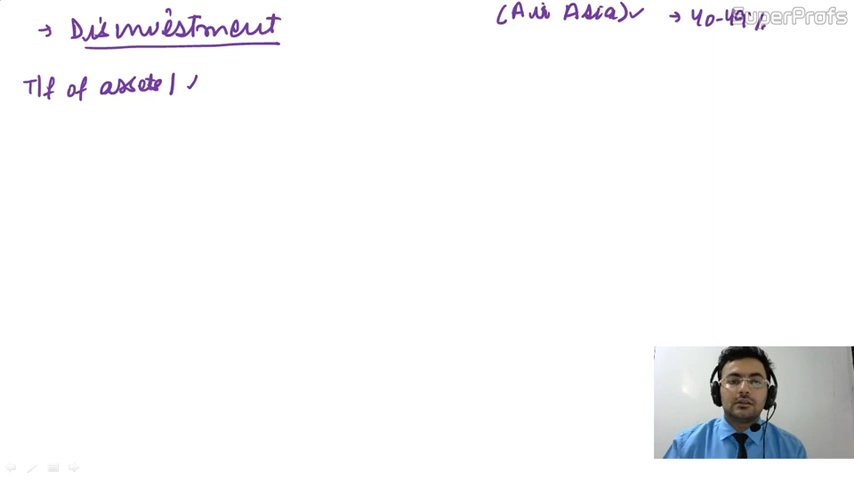 (Air Asia)✓ → 40-49%
SuperProfs
→ Disinvestment
T/f of assets /